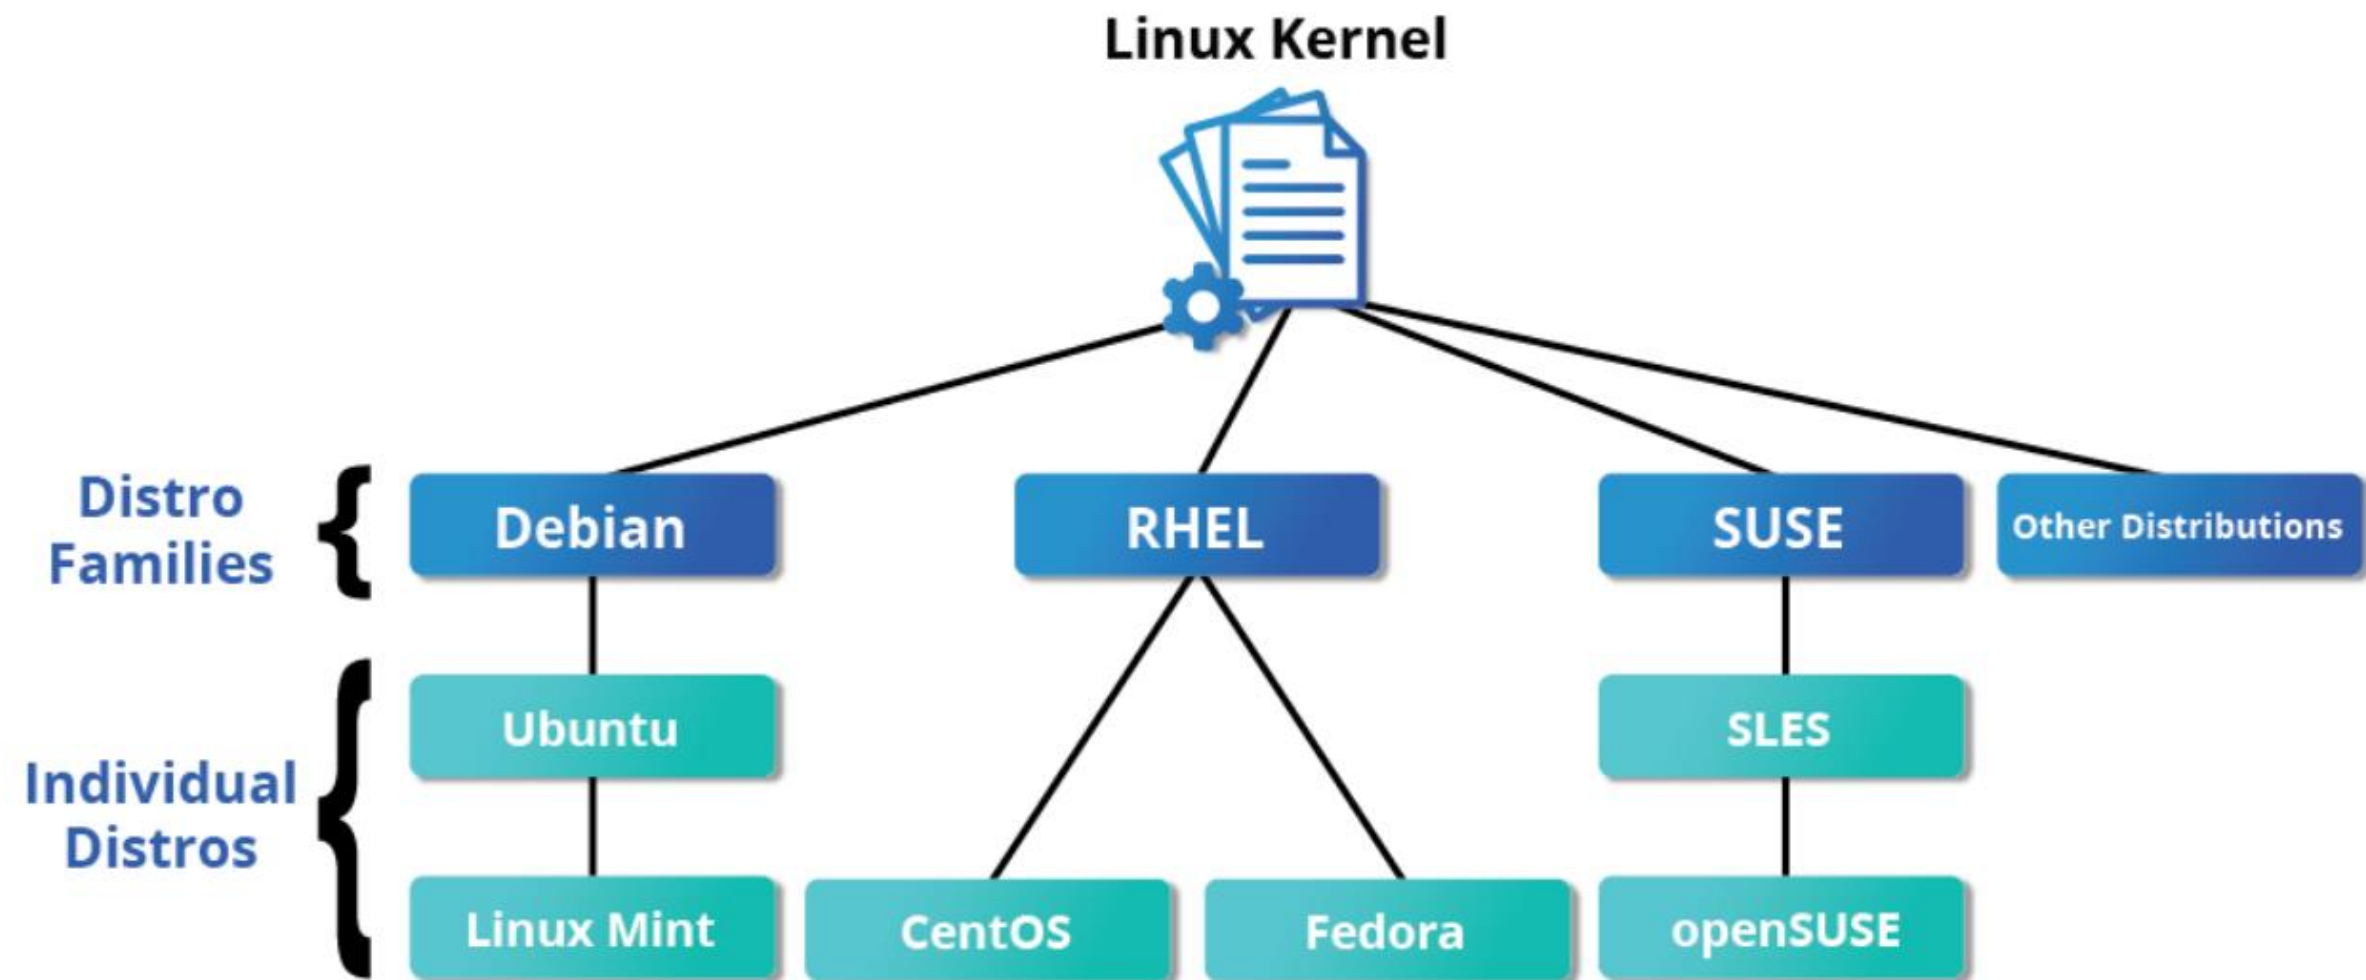 Linux Kernel
Distro
Families
Debian
RHEL
SUSE
Other Distributions
Individual
Distros
Ubuntu
SLES
Linux Mint
CentOS
Fedora
openSUSE